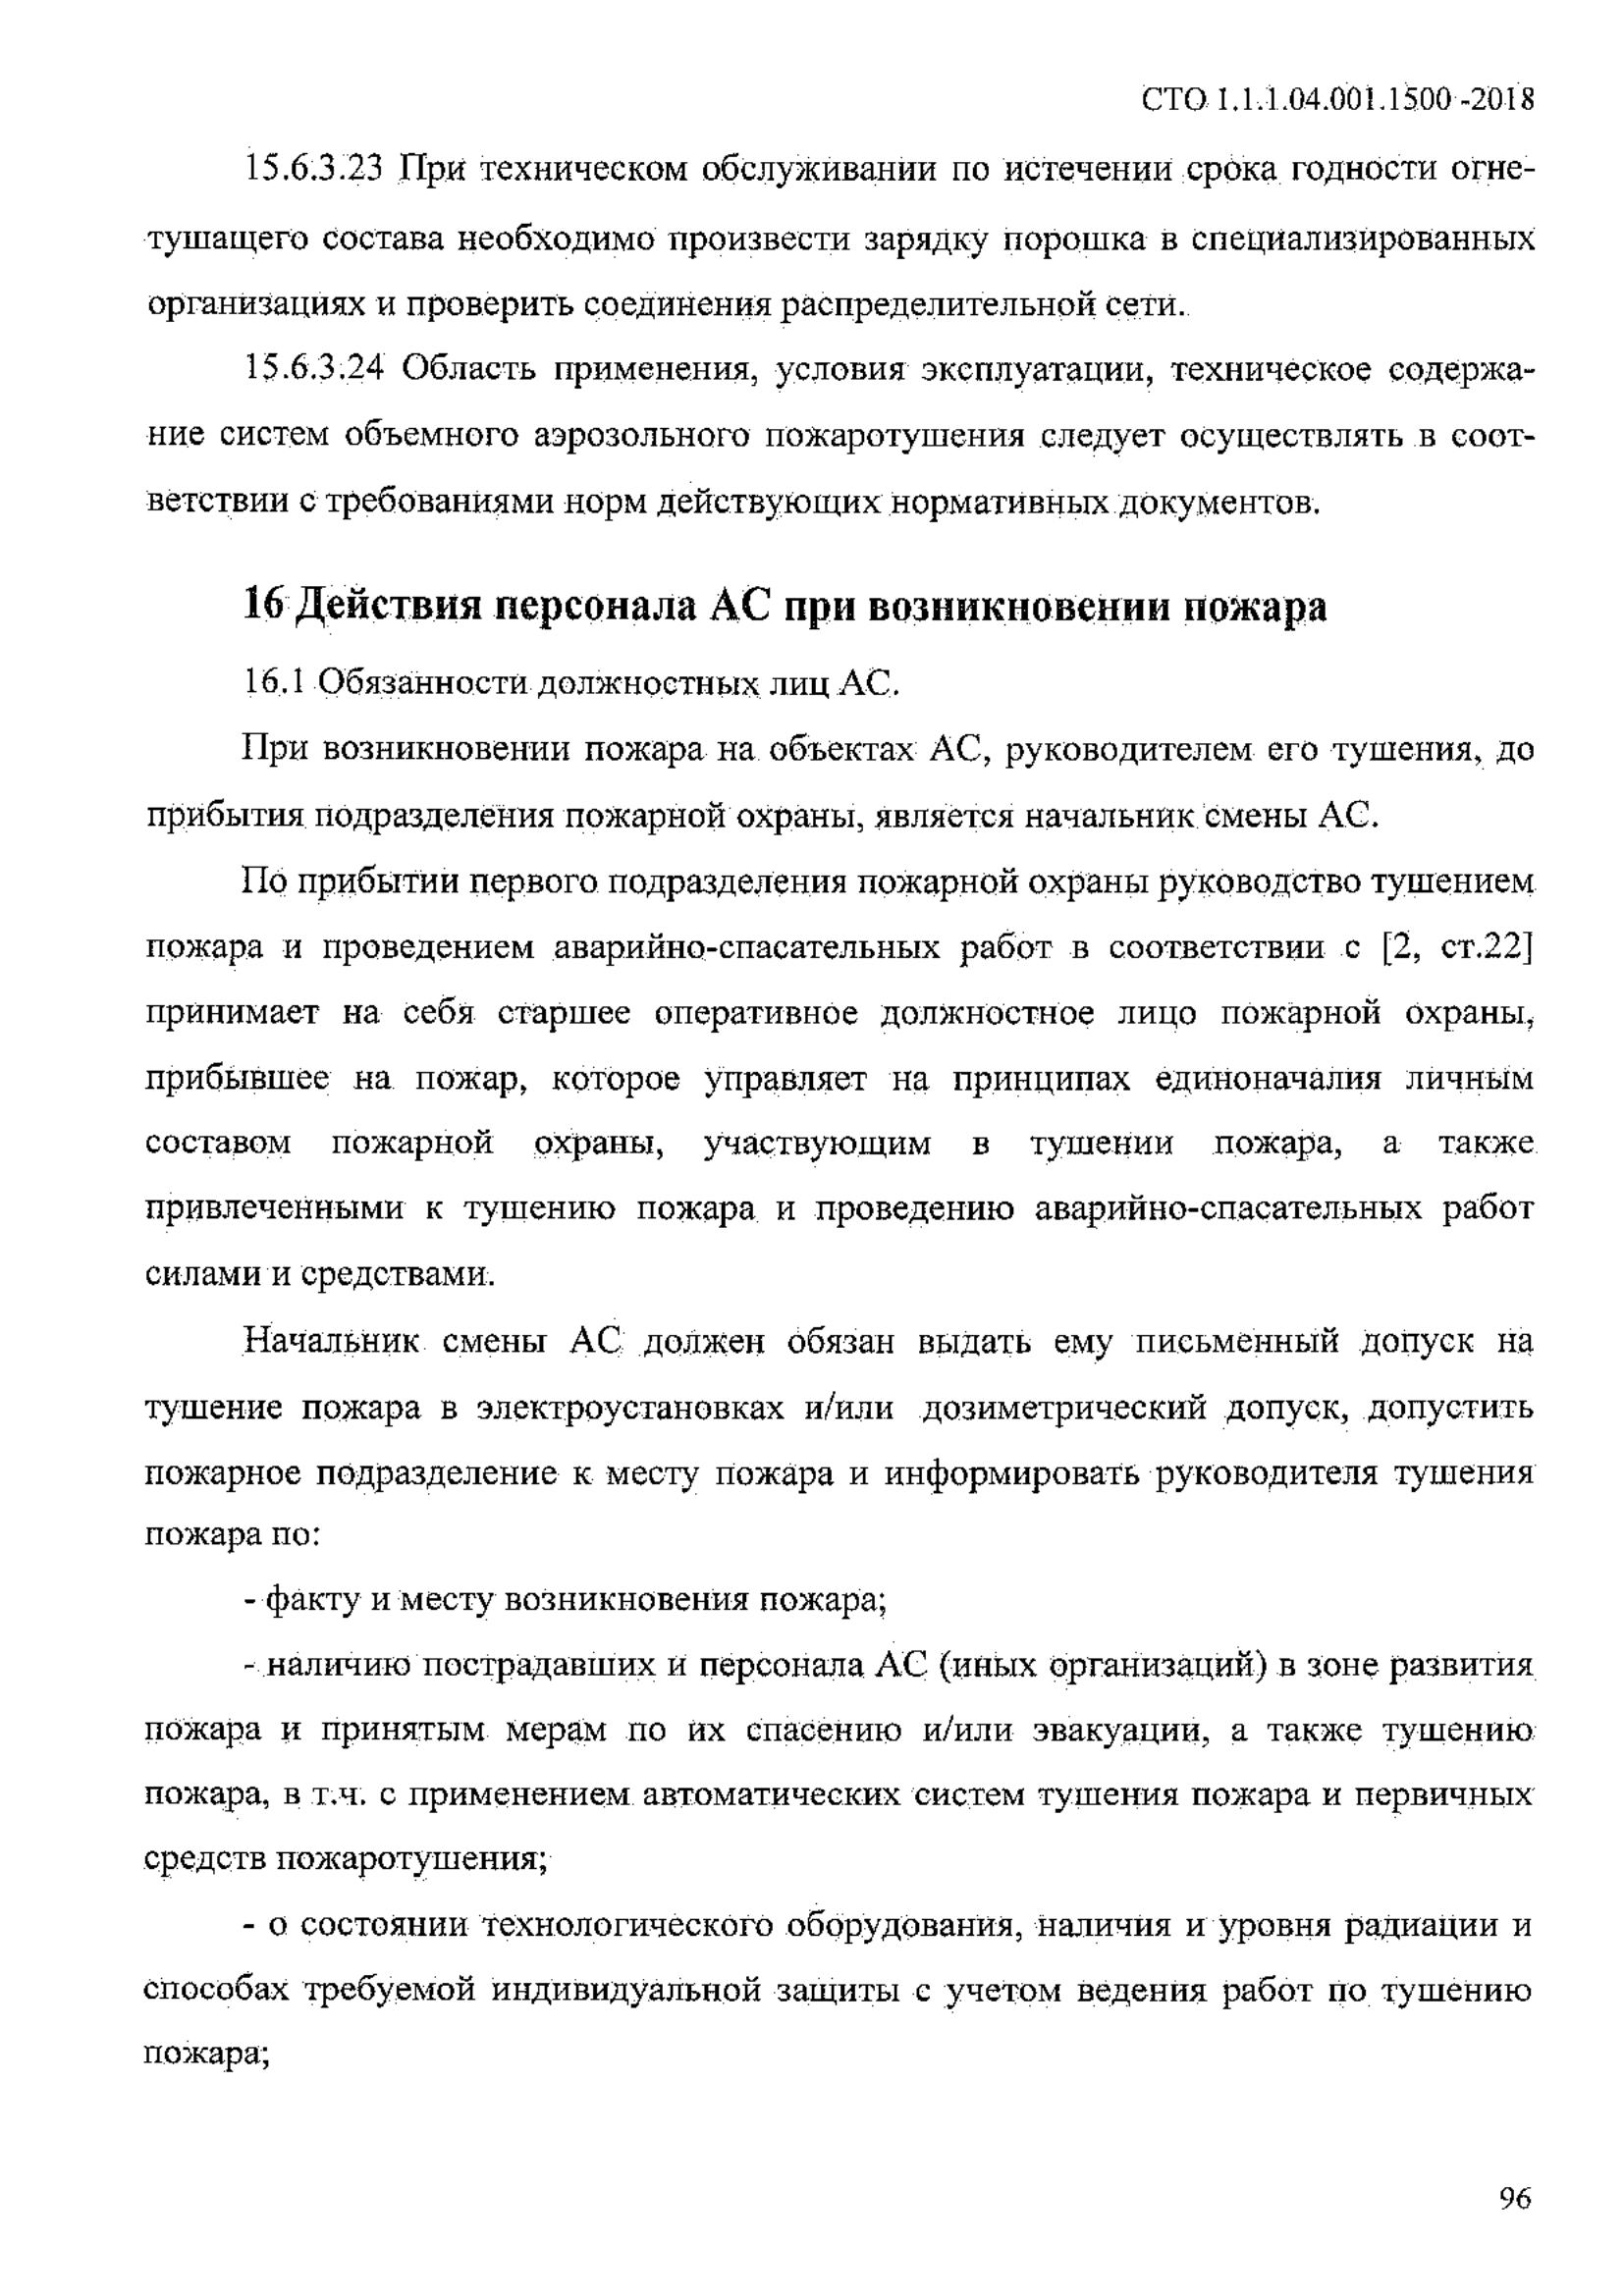 СТО 1.1.1.04.001.1500 -2018
15.6.3.23 При техническом обслуживании по истечении срока годности огне-
тушащего состава необходимо произвести зарядку порошка в специализированных
организациях и проверить соединения распределительной сети.
15.6.3.24 Область применения, условия эксплуатации, техническое содержа-
ние систем объемного аэрозольного пожаротушения следует осуществлять в соот-
ветствии с требованиями норм действующих нормативных документов.
16 Действия персонала АС при возникновении пожара
16.1 Обязанности должностных лиц АС.
При возникновении пожара на объектах АС, руководителем его тушения, до
прибытия подразделения пожарной охраны, является начальник смены АС.
По прибытии первого подразделения пожарной охраны руководство тушением
пожара и проведением аварийно-спасательных работ в соответствии с [2, ст.22]
принимает на себя старшее оперативное должностное лицо пожарной охраны,
прибывшее на пожар, которое управляет на принципах единоначалия личным
составом пожарной охраны, участвующим в тушении пожара, а также
привлеченными к тушению пожара и проведению аварийно-спасательных работ
силами и средствами.
Начальник смены АС должен обязан выдать ему письменный допуск на
тушение пожара в электроустановках и/или дозиметрический допуск, допустить
пожарное подразделение к месту пожара и информировать руководителя тушения
пожара по:
- факту и месту возникновения пожара;
- наличию пострадавших и персонала АС (иных организаций) в зоне развития
пожара и принятым мерам по их спасению и/или эвакуации, а также тушению
пожара, в т.ч. с применением автоматических систем тушения пожара и первичных
средств пожаротушения;
- о состоянии технологического оборудования, наличия и уровня радиации и
способах требуемой индивидуальной защиты с учетом ведения работ по тушению
пожара;
96